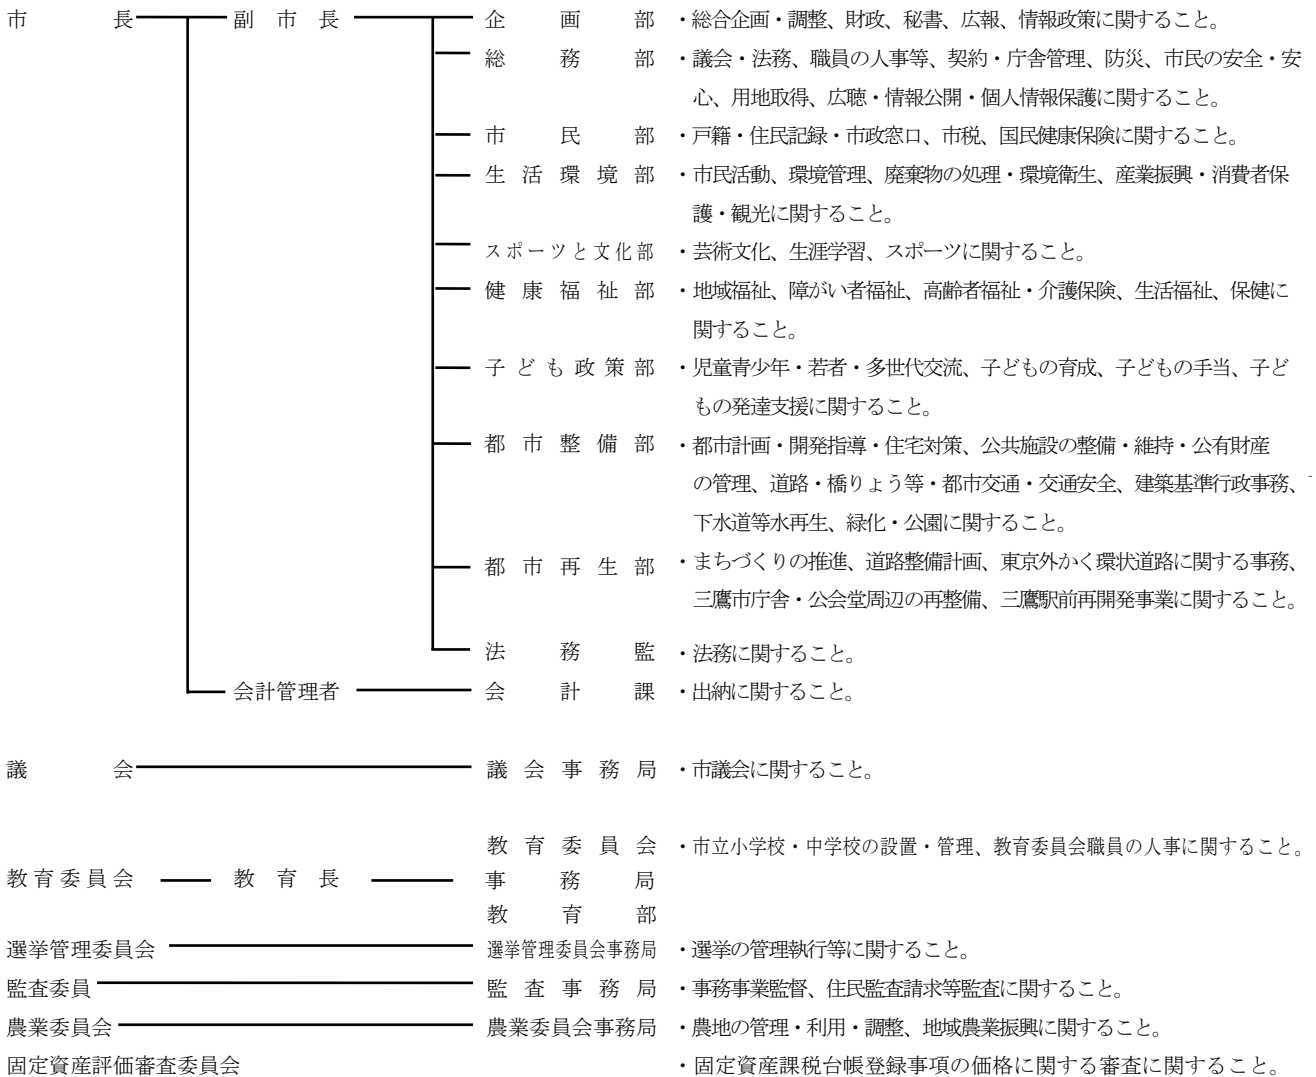 市長 副市長 企画部 ・総合企画・調整、財政、秘書、広報、情報政策に関すること。
総務部 ・議会・法務、職員の人事等、契約・庁舎管理、防災、市民の安全・安
心、用地取得、広聴・情報公開・個人情報保護に関すること。
市民部 ・戸籍・住民記録・市政窓口、市税、国民健康保険に関すること。
生活環境部 ・市民活動、環境管理、廃棄物の処理・環境衛生、産業振興・消費者保
護・観光に関すること。
スポーツと文化部 ・芸術文化、生涯学習、スポーツに関すること。
健康福祉部 ・地域福祉、障がい者福祉、高齢者福祉・介護保険、生活福祉、保健に
関すること。
子ども政策部 ・児童青少年・若者・多世代交流、子どもの育成、子どもの手当、子ど
もの発達支援に関すること。
都市整備部 ・都市計画・開発指導・住宅対策、公共施設の整備・維持・公有財産
の管理、道路・橋りょう等・都市交通・交通安全、建築基準行政事務、
下水道等水再生、緑化・公園に関すること。
都市再生部 ・まちづくりの推進、道路整備計画、東京外かく環状道路に関する事務、
三鷹市庁舎・公会堂周辺の再整備、三鷹駅前再開発事業に関すること。
法務監 ・法務に関すること。
会計管理者 会計課 ・出納に関すること。
議会 議会事務局 ・市議会に関すること。
教育委員会 ・市立小学校・中学校の設置・管理、教育委員会職員の人事に関すること。
教育委員会 教育長 事務局
教育部
選挙管理委員会 選挙管理委員会事務局 ・選挙の管理執行等に関すること。
監査委員 監査事務局 ・事務事業監督、住民監査請求等監査に関すること。
農業委員会 農業委員会事務局 ・農地の管理・利用・調整、地域農業振興に関すること。
固定資産評価審査委員会 ・固定資産課税台帳登録事項の価格に関する審査に関すること。